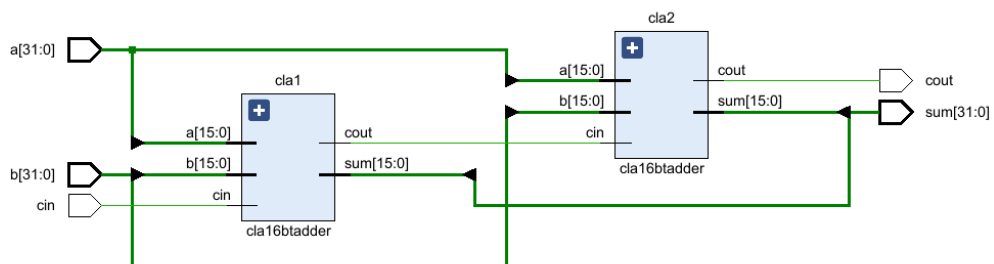 cla2
a[31:0]
a[15:0]
cout
cout
cla1
b[15:0]
sum[15:0]
sum[31:0]
a[15:0]
cout
cin
b[31:0]
b[15:0]
sum[15:0]
cla16btadder
cin
cin
cla16btadder